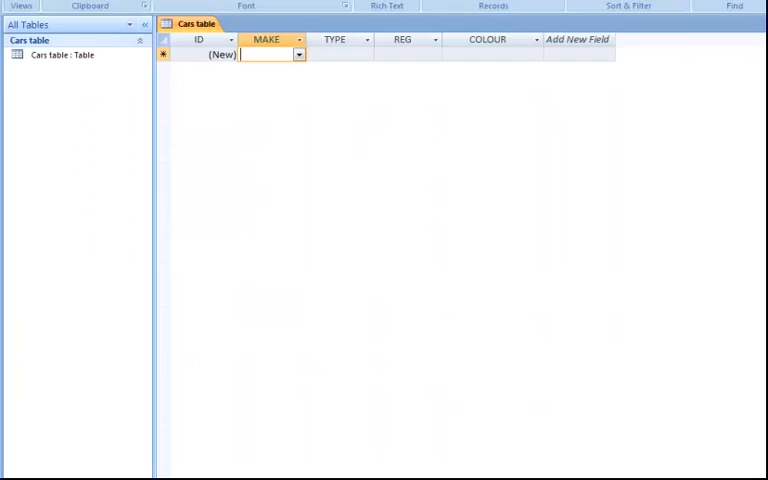 Views Clipboard Font Rich Text Records Sort & Filter Find
All Tables
Cars table
Cars table : Table
Cars table
ID MAKE TYPE REG COLOUR Add New Field
(New)